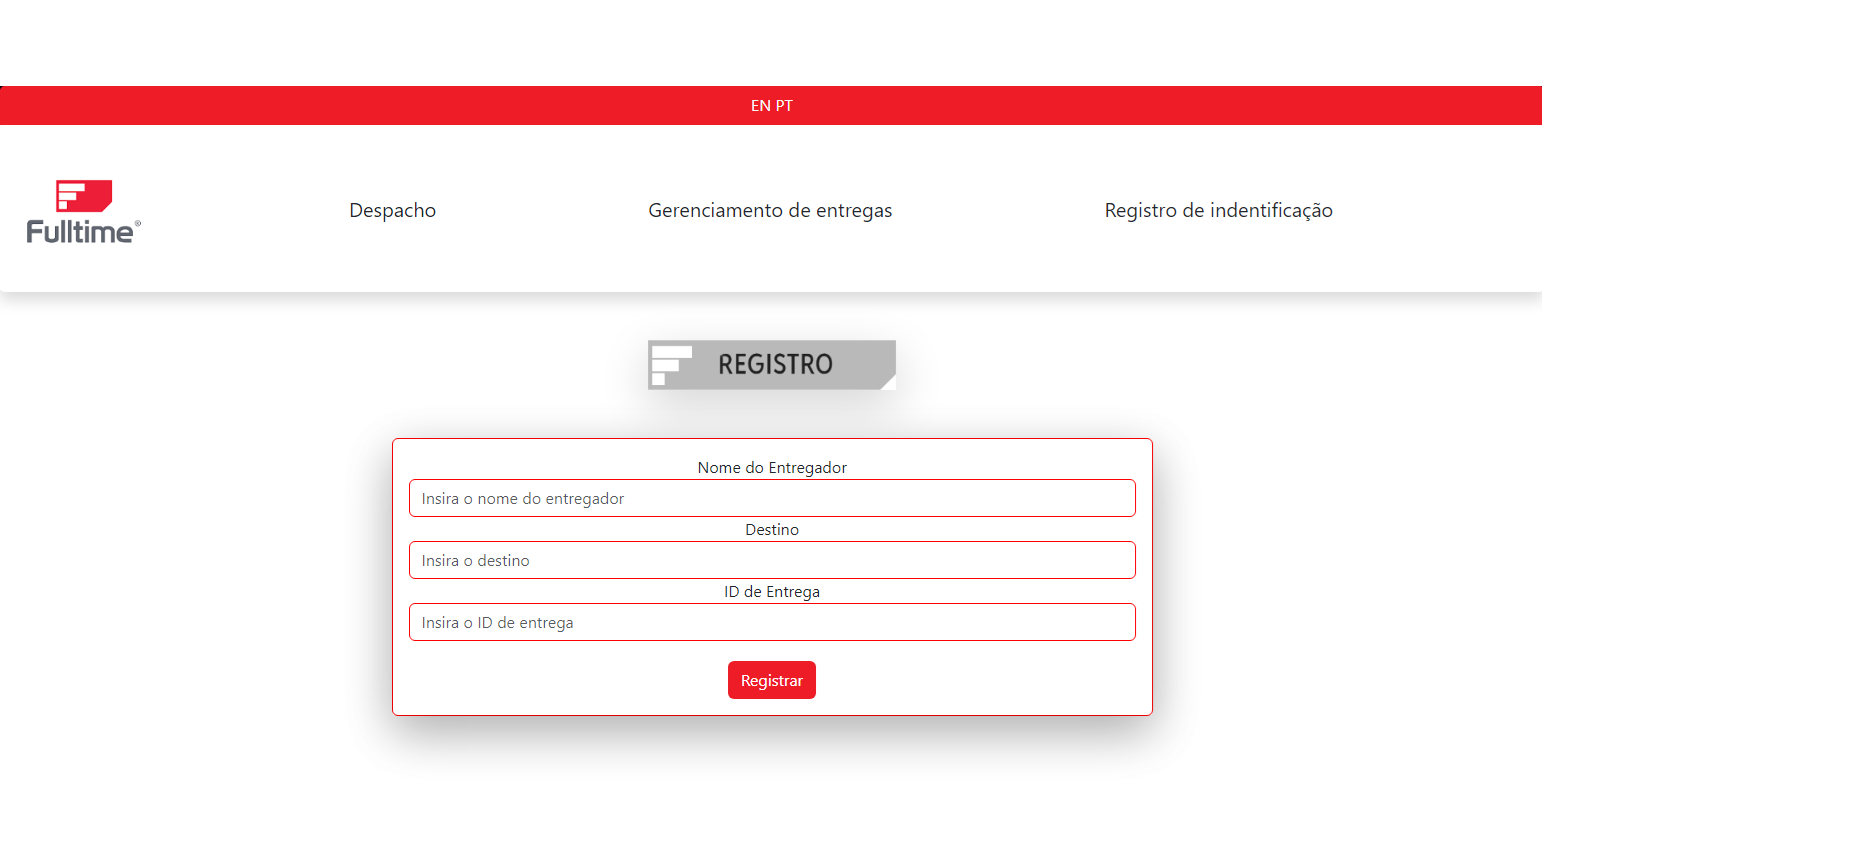 EN PT
Fulltime®
Despacho
Gerenciamento de entregas
Registro de indentificação
REGISTRO
Nome do Entregador
Insira o nome do entregador
Destino
Insira o destino
ID de Entrega
Insira o ID de entrega
Registrar